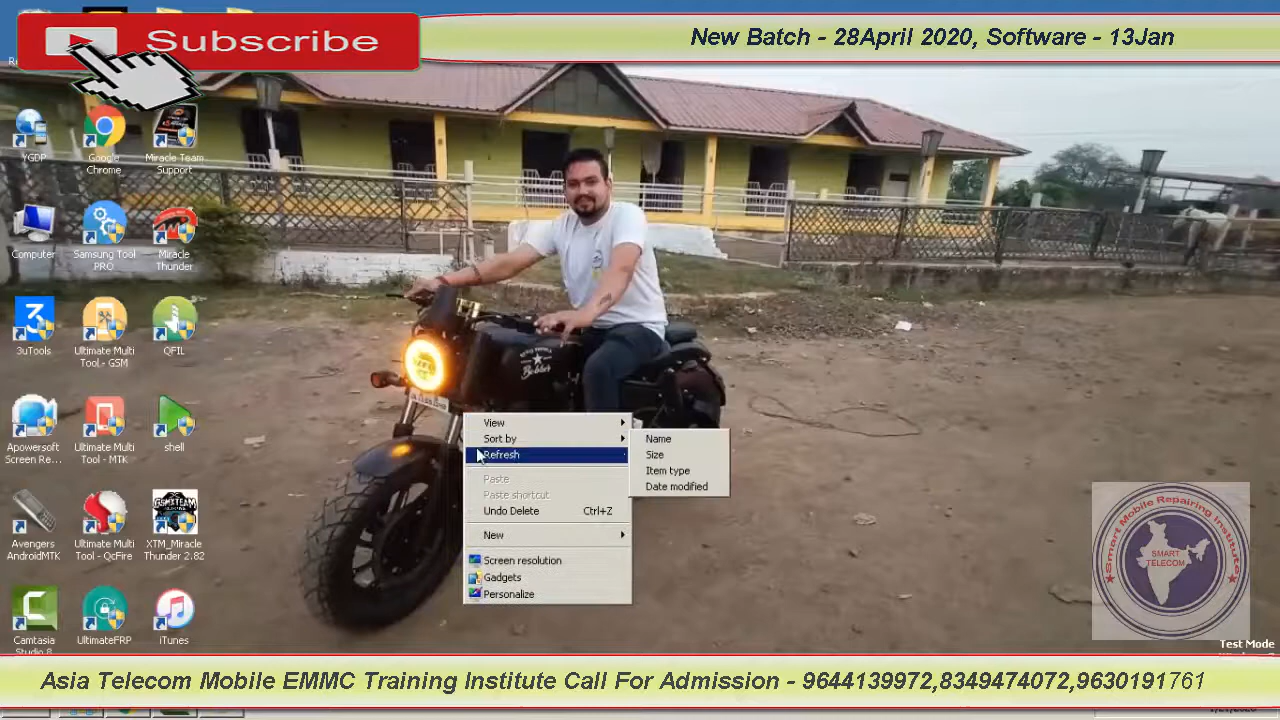 Subscribe
New Batch - 28April 2020, Software - 13Jan
YGDP
Google
Chrome
Miracle Team
Support
Computer
Samsung Tool
PRO
Miracle
Thunder
3uTools
Ultimate Multi
Tool - GSM
QFIL
Apowersoft
Screen Re...
Ultimate Multi
Tool - MTK
shell
Avengers
AndroidMTK
Ultimate Multi
Tool - QcFire
XTM_Miracle
Thunder 2.82
Camtasia
Studio 8
UltimateFRP
iTunes
View
Sort by
Refresh
Paste
Paste shortcut
Undo Delete Ctrl+Z
New
Screen resolution
Gadgets
Personalize
Name
Size
Item type
Date modified
Bobber
Smart Mobile Repairing Institute
SMART
TELECOM
Test Mode
Asia Telecom Mobile EMMC Training Institute Call For Admission - 9644139972,8349474072,9630191761